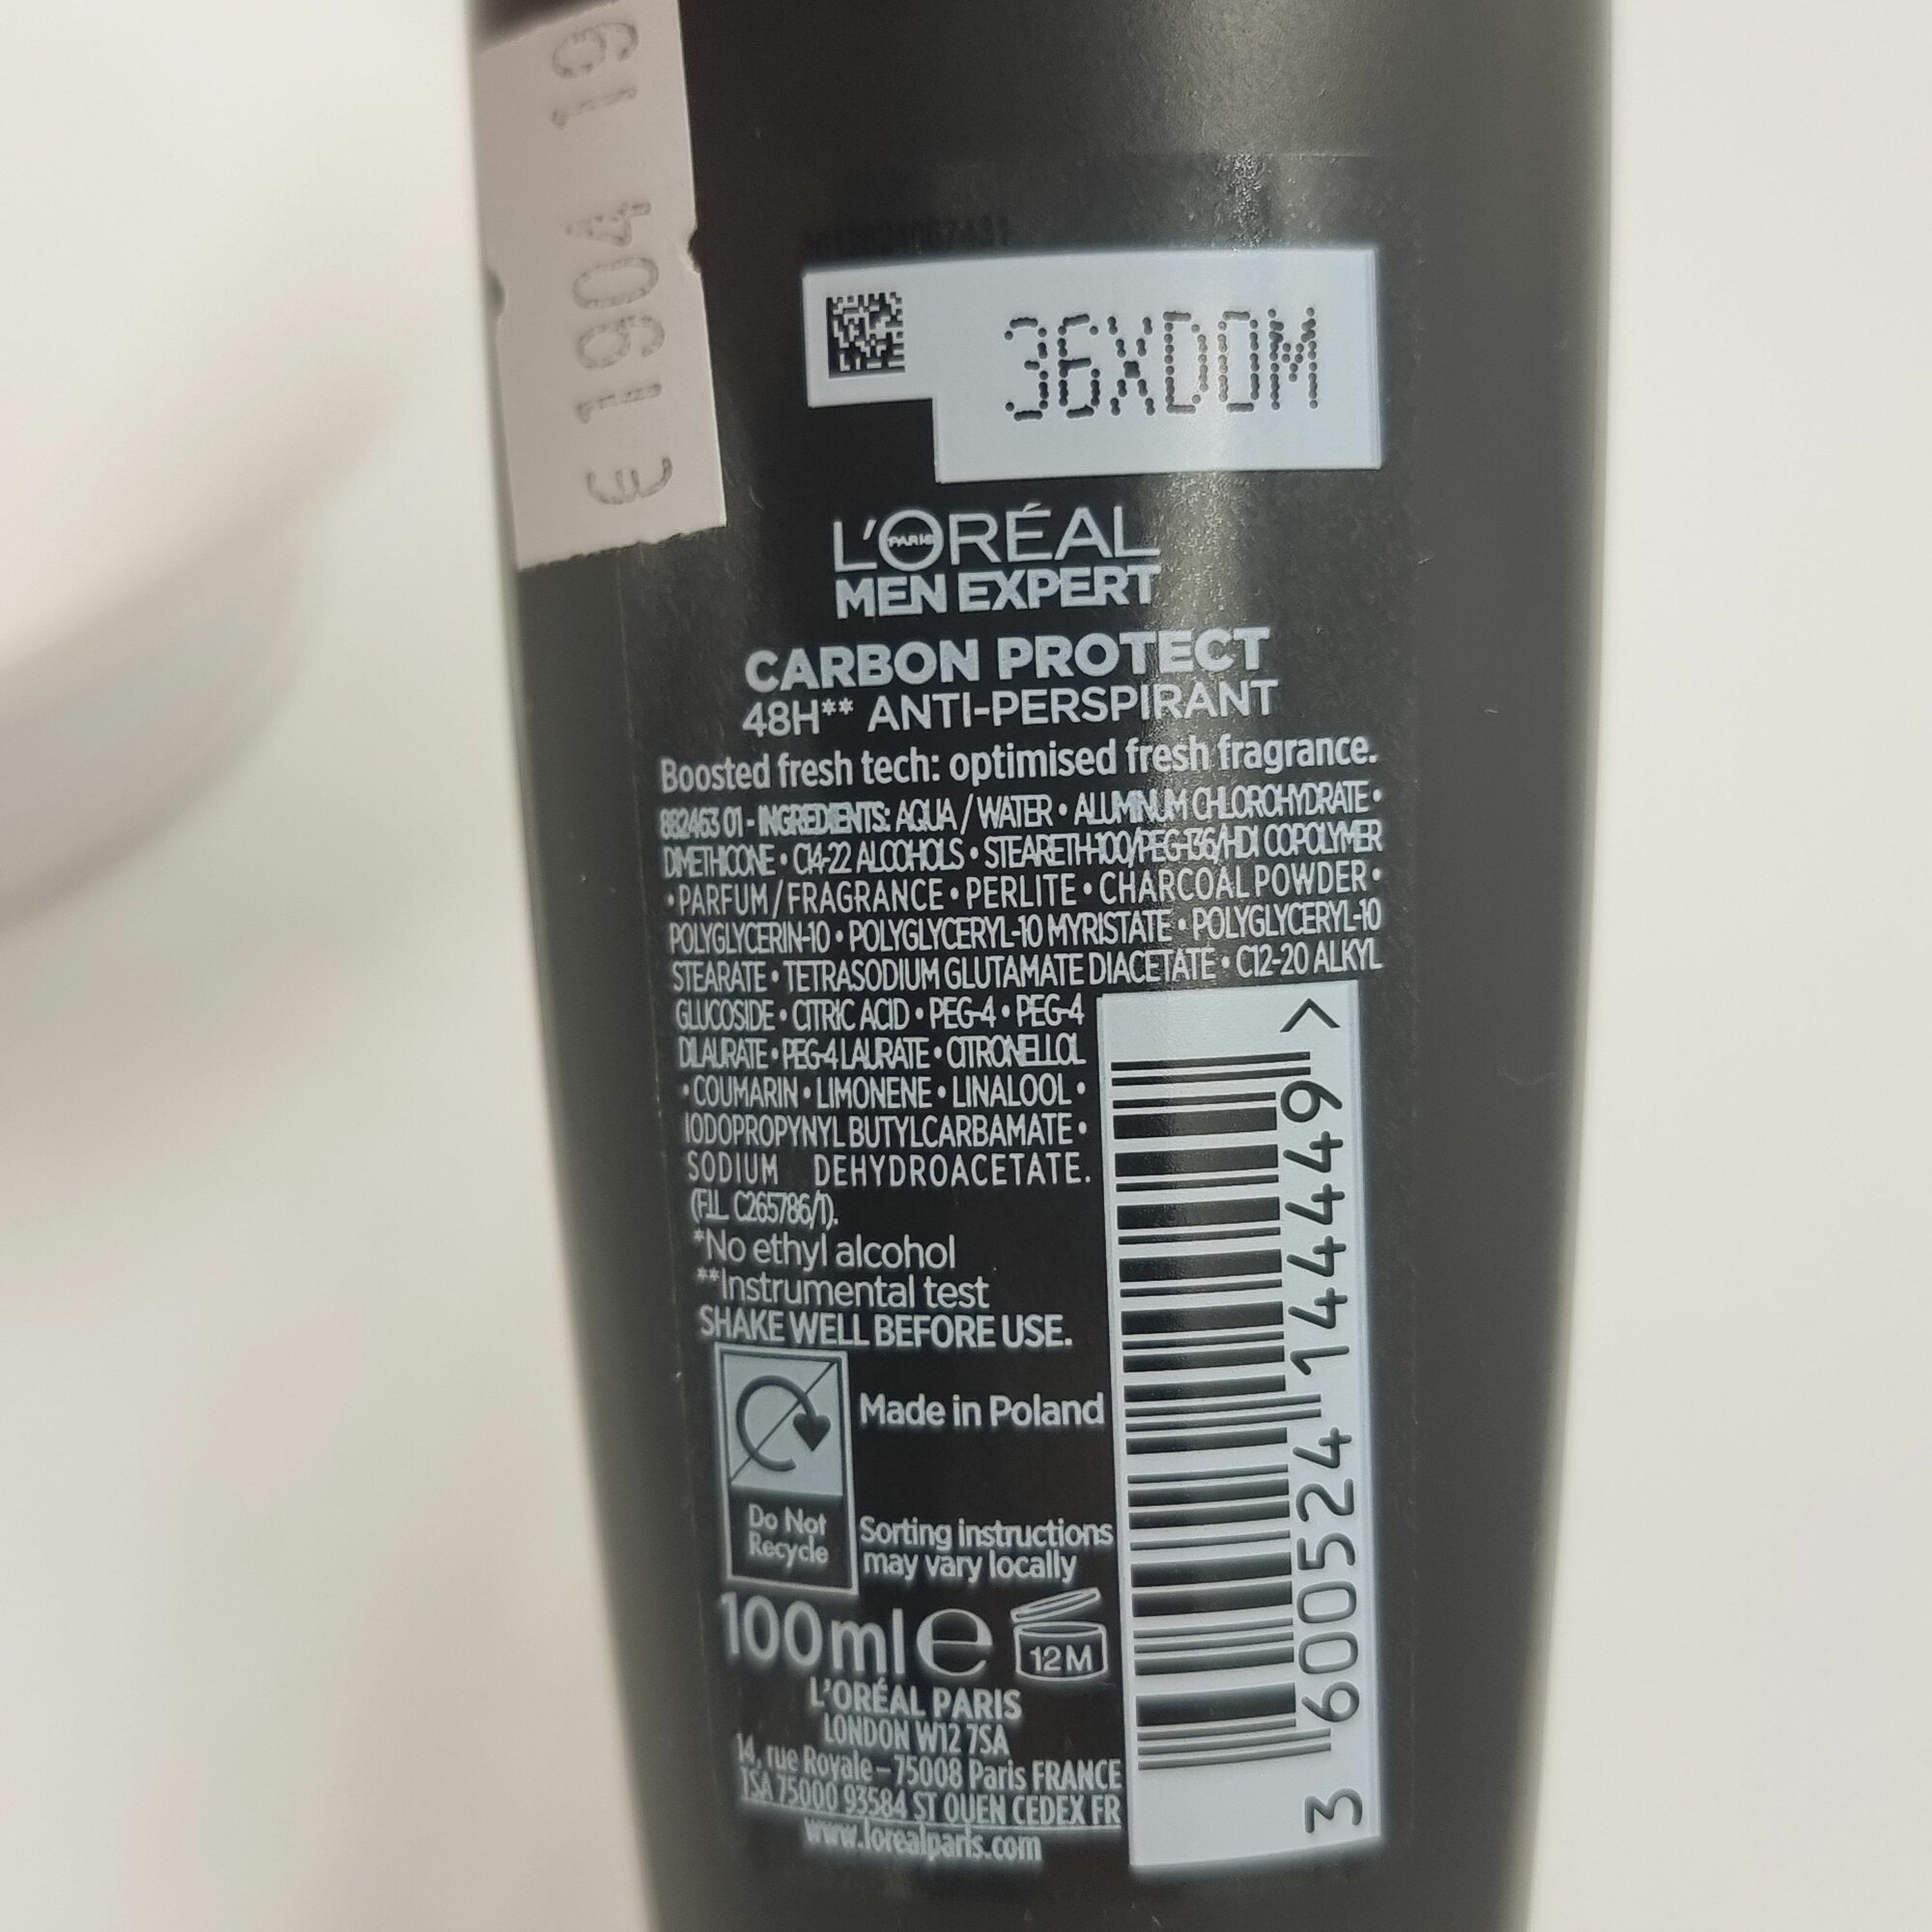 E 1904 19
36XD0M
L'ORÉAL
PARIS
MEN EXPERT
CARBON PROTECT
48H** ANTI-PERSPIRANT
Boosted fresh tech: optimised fresh fragrance.
882463 01 - INGREDIENTS: AQUA / WATER • ALUMINUM CHLOROHYDRATE •
DIMETHICONE • C14-22 ALCOHOLS • STEARETH-100/PEG-136/HDI COPOLYMER
• PARFUM / FRAGRANCE • PERLITE • CHARCOAL POWDER •
POLYGLYCERIN-10 • POLYGLYCERYL-10 MYRISTATE • POLYGLYCERYL-10
STEARATE • TETRASODIUM GLUTAMATE DIACETATE • C12-20 ALKYL
GLUCOSIDE • CITRIC ACID • PEG-4 • PEG-4
DILAURATE • PEG-4 LAURATE • CITRONELLOL
• COUMARIN • LIMONENE • LINALOOL •
IODOPROPYNYL BUTYLCARBAMATE •
SODIUM DEHYDROACETATE.
(F.I.L. C265786/1).
*No ethyl alcohol
**Instrumental test
SHAKE WELL BEFORE USE.
Made in Poland
Do Not
Recycle
Sorting instructions
may vary locally
100ml e 12M
L'ORÉAL PARIS
LONDON W12 7SA
14, rue Royale – 75008 Paris FRANCE
TSA 75000 93584 ST OUEN CEDEX FR
www.lorealparis.com
3 600524 144449 >